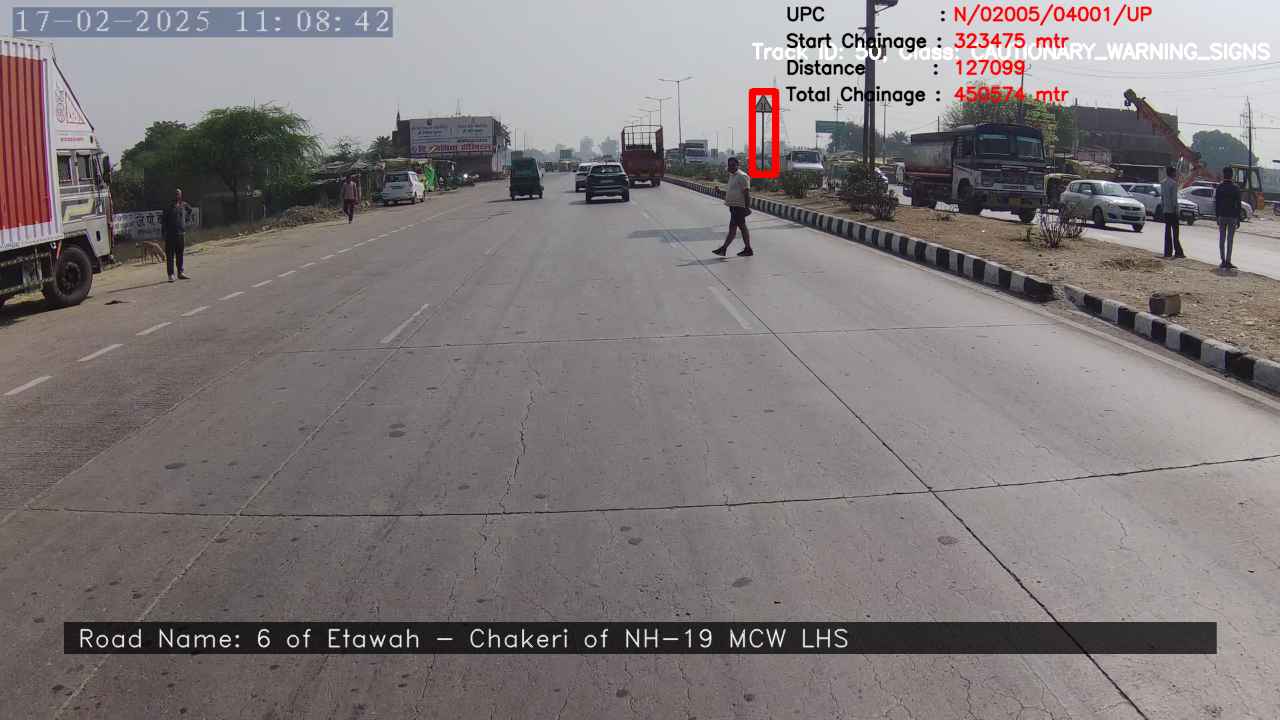 17-02-2025 11:08:42
UPC : N/02005/04001/UP
Start Chainage : 323475 mtr
Track ID: 50, Class: CAUTIONARY_WARNING_SIGNS
Distance : 127099
Total Chainage : 450574 mtr
Road Name: 6 of Etawah - Chakeri of NH-19 MCW LHS